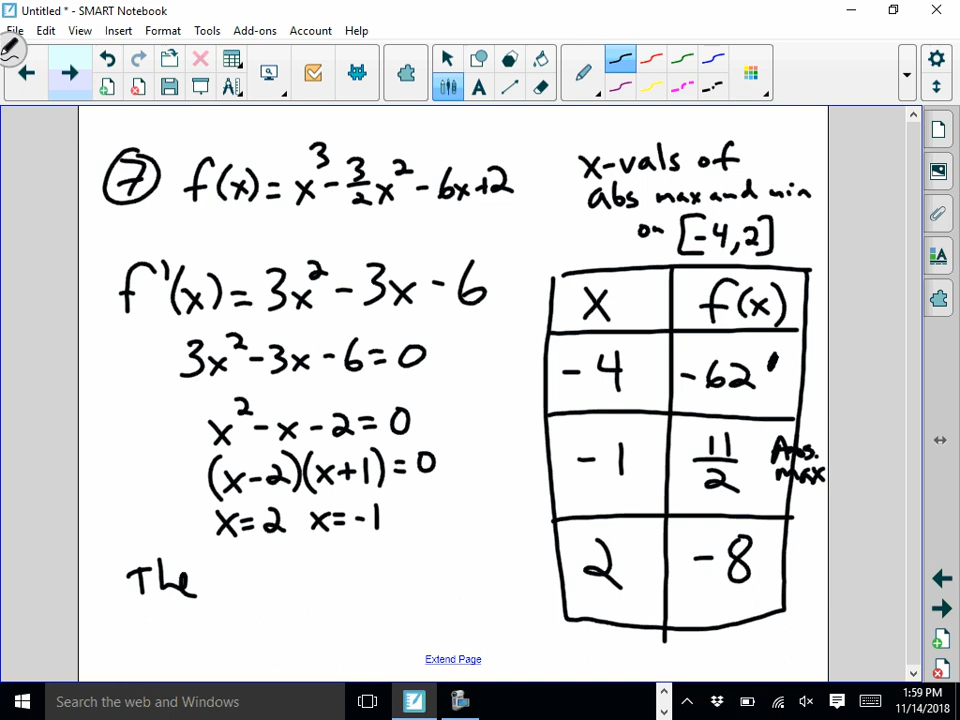 Untitled * - SMART Notebook
File Edit View Insert Format Tools Add-ons Account Help
⑦ f(x) = x³ - 3/2x² - 6x + 2
x-vals of
abs max and min
on [-4, 2]
f'(x) = 3x² - 3x - 6
3x² - 3x - 6 = 0
x² - x - 2 = 0
(x-2)(x+1) = 0
x = 2 x = -1
The
x f(x)
-4 -62
-1 11/2 Abs. max
2 -8
Extend Page
Search the web and Windows
1:59 PM
11/14/2018